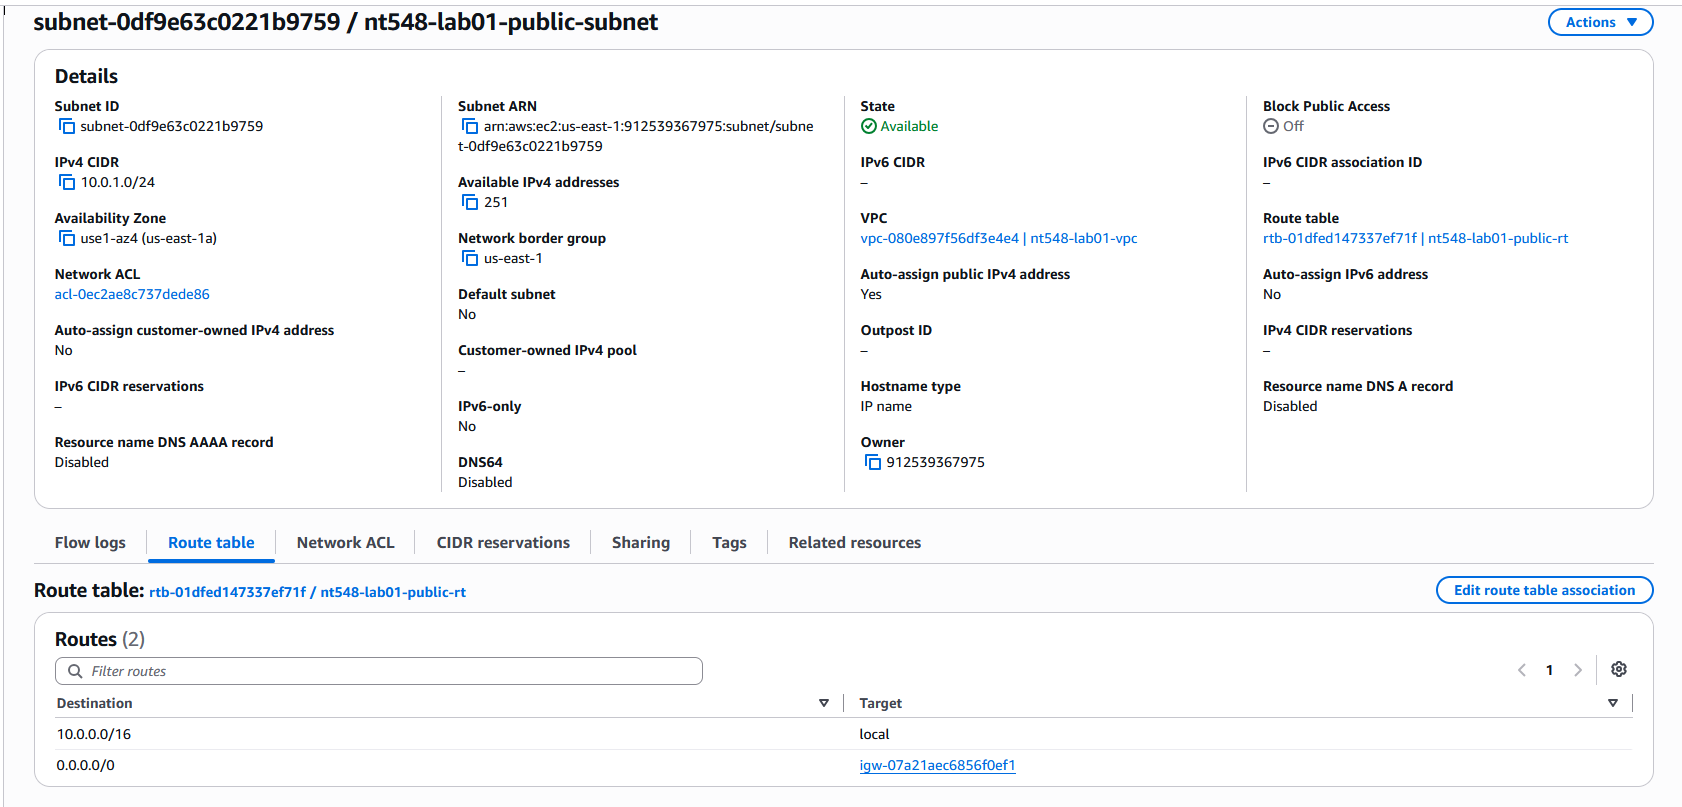 subnet-0df9e63c0221b9759 / nt548-lab01-public-subnet
Actions
Details
Subnet ID
subnet-0df9e63c0221b9759
IPv4 CIDR
10.0.1.0/24
Availability Zone
use1-az4 (us-east-1a)
Network ACL
acl-0ec2ae8c737dede86
Auto-assign customer-owned IPv4 address
No
IPv6 CIDR reservations
–
Resource name DNS AAAA record
Disabled
Subnet ARN
arn:aws:ec2:us-east-1:912539367975:subnet/subne
t-0df9e63c0221b9759
Available IPv4 addresses
251
Network border group
us-east-1
Default subnet
No
Customer-owned IPv4 pool
–
IPv6-only
No
DNS64
Disabled
State
Available
IPv6 CIDR
–
VPC
vpc-080e897f56df3e4e4 | nt548-lab01-vpc
Auto-assign public IPv4 address
Yes
Outpost ID
–
Hostname type
IP name
Owner
912539367975
Block Public Access
Off
IPv6 CIDR association ID
–
Route table
rtb-01dfed147337ef71f | nt548-lab01-public-rt
Auto-assign IPv6 address
No
IPv4 CIDR reservations
–
Resource name DNS A record
Disabled
Flow logs
Route table
Network ACL
CIDR reservations
Sharing
Tags
Related resources
Route table: rtb-01dfed147337ef71f / nt548-lab01-public-rt
Edit route table association
Routes (2)
Filter routes
1
Destination
Target
10.0.0.0/16
local
0.0.0.0/0
igw-07a21aec6856f0ef1